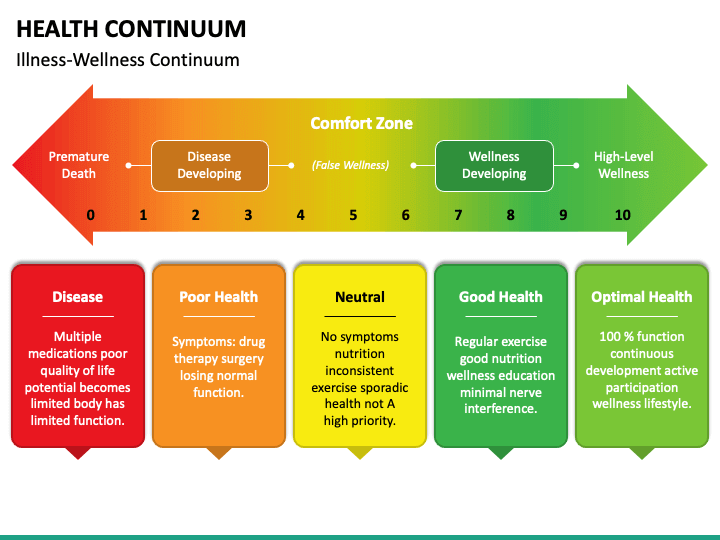 HEALTH CONTINUUM
Illness-Wellness Continuum
Comfort Zone
Premature
Death
Disease
Developing
(False Wellness)
Wellness
Developing
High-Level
Wellness
0 1 2 3 4 5 6 7 8 9 10
Disease
Multiple
medications poor
quality of life
potential becomes
limited body has
limited function.
Poor Health
Symptoms: drug
therapy surgery
losing normal
function.
Neutral
No symptoms
nutrition
inconsistent
exercise sporadic
health not A
high priority.
Good Health
Regular exercise
good nutrition
wellness education
minimal nerve
interference.
Optimal Health
100 % function
continuous
development active
participation
wellness lifestyle.